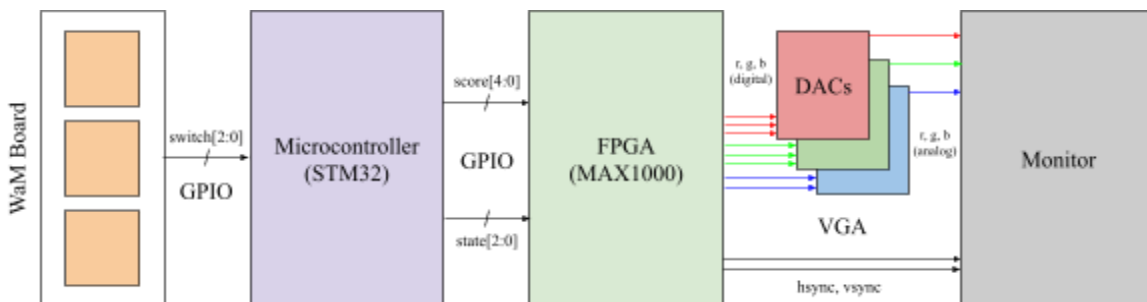 WaM Board
switch[2:0]
GPIO
Microcontroller
(STM32)
score[4:0]
GPIO
state[2:0]
FPGA
(MAX1000)
r, g, b
(digital)
DACs
r, g, b
(analog)
VGA
hsync, vsync
Monitor